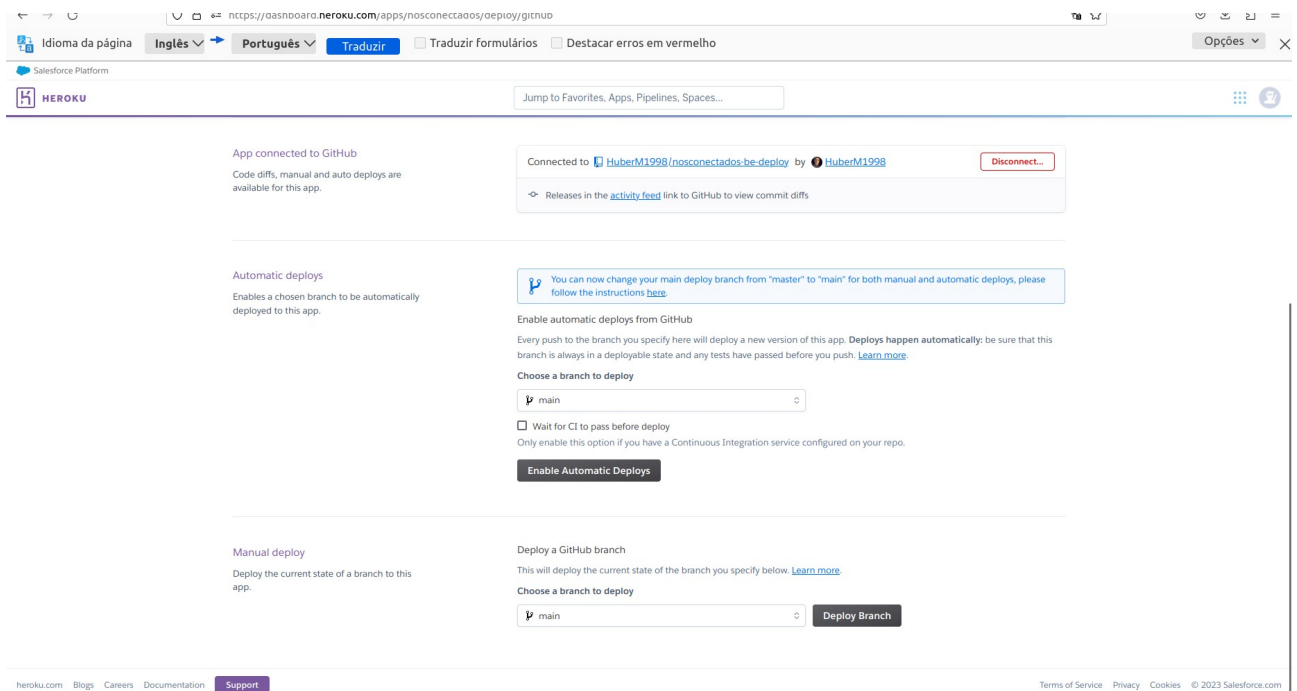 https://dashboard.heroku.com/apps/nosconectados/deploy/github
Idioma da página Inglês Português Traduzir Traduzir formulários Destacar erros em vermelho Opções
Salesforce Platform
HEROKU Jump to Favorites, Apps, Pipelines, Spaces...
App connected to GitHub
Code diffs, manual and auto deploys are
available for this app.
Connected to HuberM1998/nosconectados-be-deploy by HuberM1998 Disconnect...
Releases in the activity feed link to GitHub to view commit diffs
Automatic deploys
Enables a chosen branch to be automatically
deployed to this app.
You can now change your main deploy branch from "master" to "main" for both manual and automatic deploys, please
follow the instructions here.
Enable automatic deploys from GitHub
Every push to the branch you specify here will deploy a new version of this app. Deploys happen automatically: be sure that this
branch is always in a deployable state and any tests have passed before you push. Learn more.
Choose a branch to deploy
main
Wait for CI to pass before deploy
Only enable this option if you have a Continuous Integration service configured on your repo.
Enable Automatic Deploys
Manual deploy
Deploy the current state of a branch to this
app.
Deploy a GitHub branch
This will deploy the current state of the branch you specify below. Learn more.
Choose a branch to deploy
main Deploy Branch
heroku.com Blogs Careers Documentation Support Terms of Service Privacy Cookies © 2023 Salesforce.com